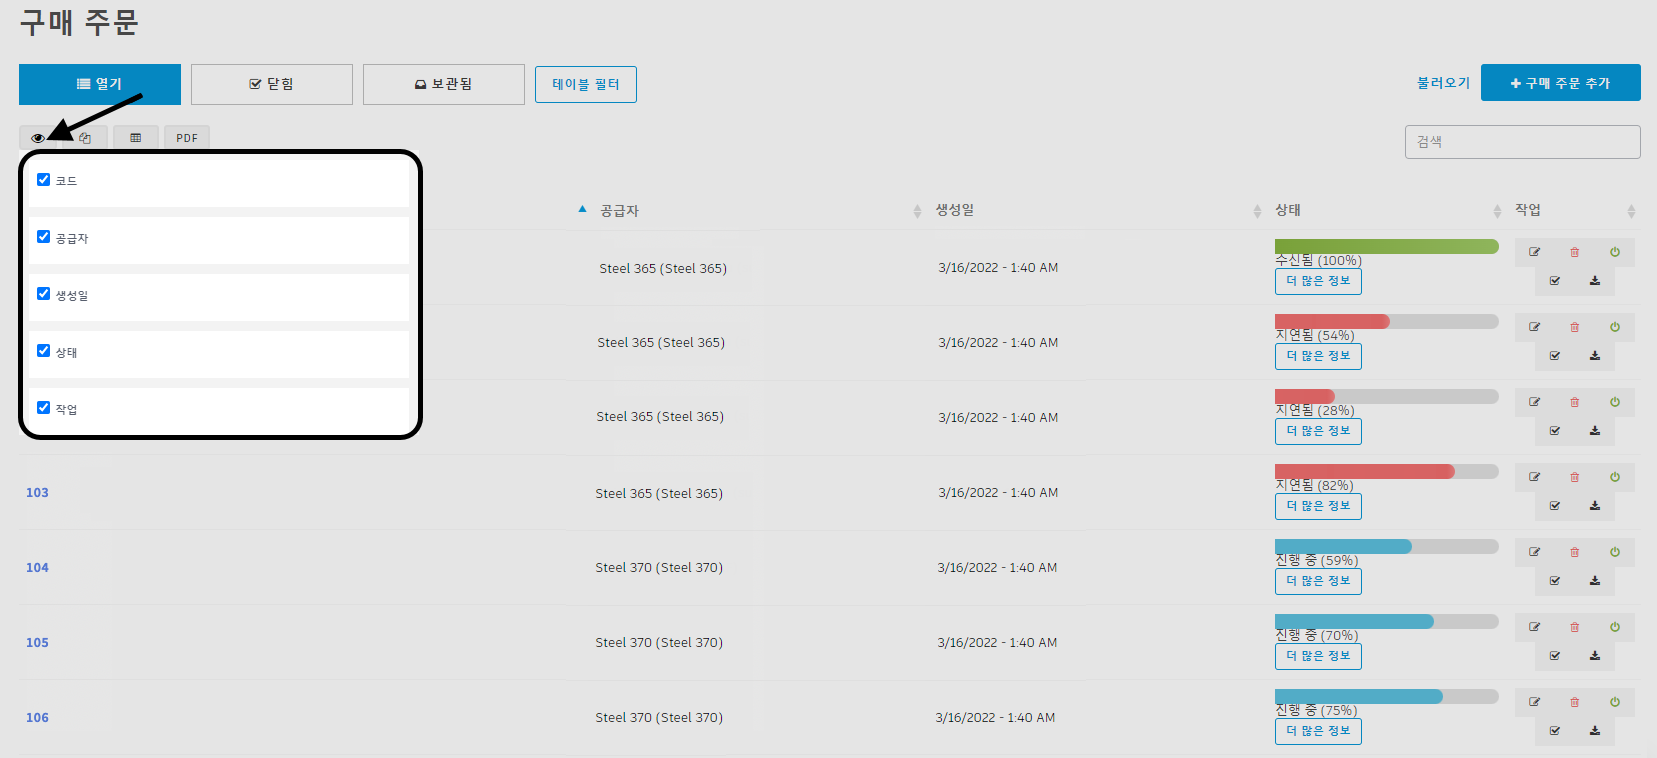 구매 주문
열기 닫힘 보관됨 테이블 필터 불러오기 구매 주문 추가
PDF 검색
코드
공급자
생성일
상태
작업
공급자 생성일 상태 작업
Steel 365 (Steel 365) 3/16/2022 - 1:40 AM 수신됨 (100%)
더 많은 정보
Steel 365 (Steel 365) 3/16/2022 - 1:40 AM 지연됨 (54%)
더 많은 정보
Steel 365 (Steel 365) 3/16/2022 - 1:40 AM 지연됨 (28%)
더 많은 정보
103 Steel 365 (Steel 365) 3/16/2022 - 1:40 AM 지연됨 (82%)
더 많은 정보
104 Steel 370 (Steel 370) 3/16/2022 - 1:40 AM 진행 중 (59%)
더 많은 정보
105 Steel 370 (Steel 370) 3/16/2022 - 1:40 AM 진행 중 (70%)
더 많은 정보
106 Steel 370 (Steel 370) 3/16/2022 - 1:40 AM 진행 중 (75%)
더 많은 정보